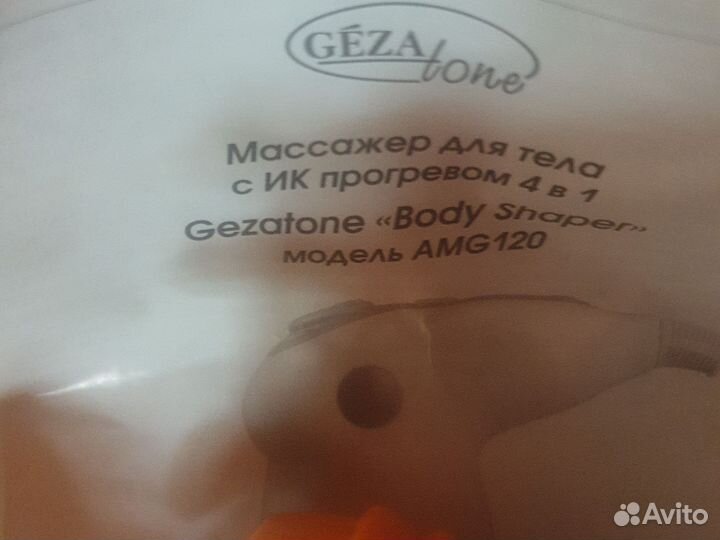 GÉZA
tone
Массажер для тела
с ИК прогревом 4 в 1
Gezatone «Body Shaper»
модель AMG120
Avito